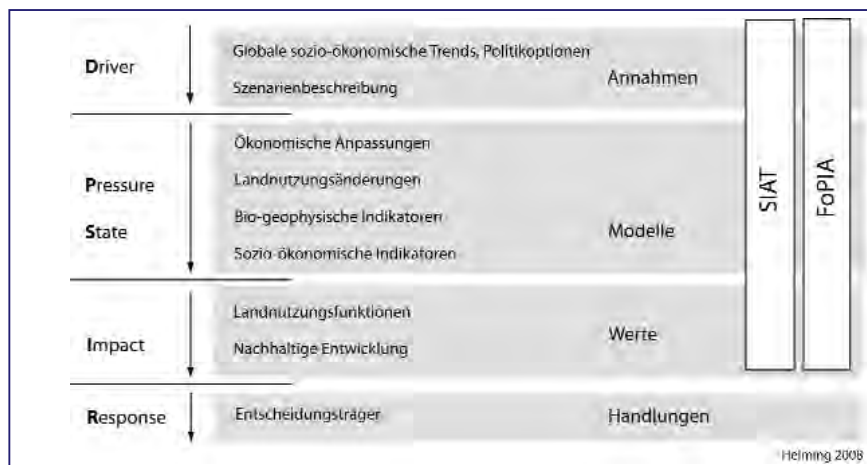 Driver
Globale sozio-ökonomische Trends, Politikoptionen
Szenarienbeschreibung
Annahmen
Pressure
State
Ökonomische Anpassungen
Landnutzungsänderungen
Bio-geophysische Indikatoren
Sozio-ökonomische Indikatoren
Modelle
Impact
Landnutzungsfunktionen
Nachhaltige Entwicklung
Werte
Response
Entscheidungsträger
Handlungen
SIAT
FoPIA
Helming 2008